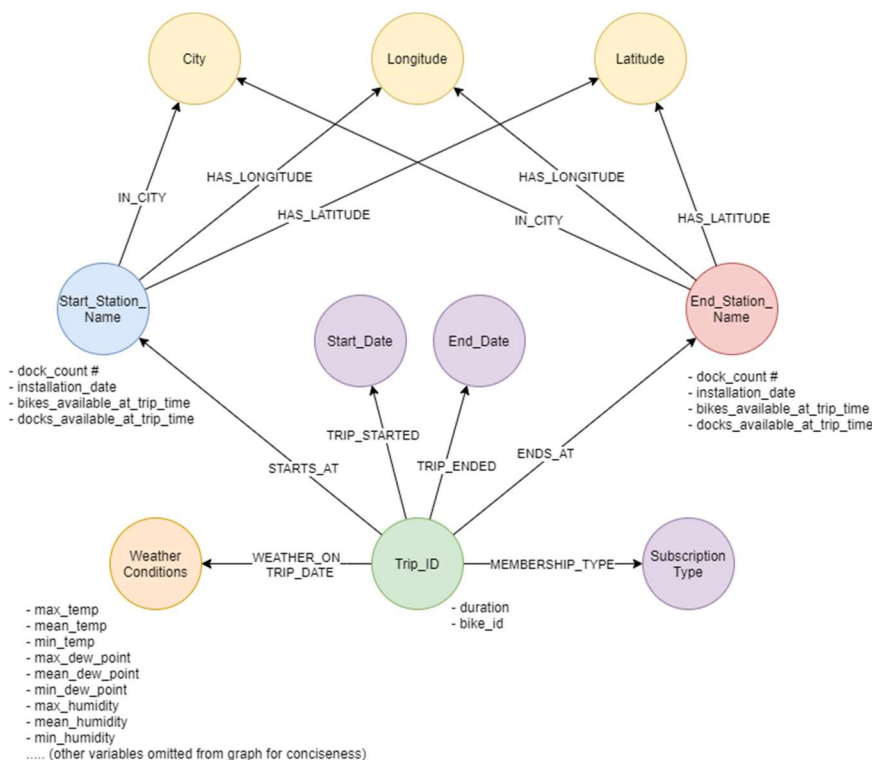 City
Longitude
Latitude
HAS_LONGITUDE
HAS_LONGITUDE
IN_CITY
HAS_LATITUDE
IN_CITY
HAS_LATITUDE
Start_Station_
Name
End_Station_
Name
Start_Date
End_Date
- dock_count #
- installation_date
- bikes_available_at_trip_time
- docks_available_at_trip_time
- dock_count #
- installation_date
- bikes_available_at_trip_time
- docks_available_at_trip_time
TRIP_STARTED
STARTS_AT
TRIP_ENDED
ENDS_AT
Weather
Conditions
WEATHER_ON
TRIP_DATE
Trip_ID
MEMBERSHIP_TYPE
Subscription
Type
- duration
- bike_id
- max_temp
- mean_temp
- min_temp
- max_dew_point
- mean_dew_point
- min_dew_point
- max_humidity
- mean_humidity
- min_humidity
..... (other variables omitted from graph for conciseness)